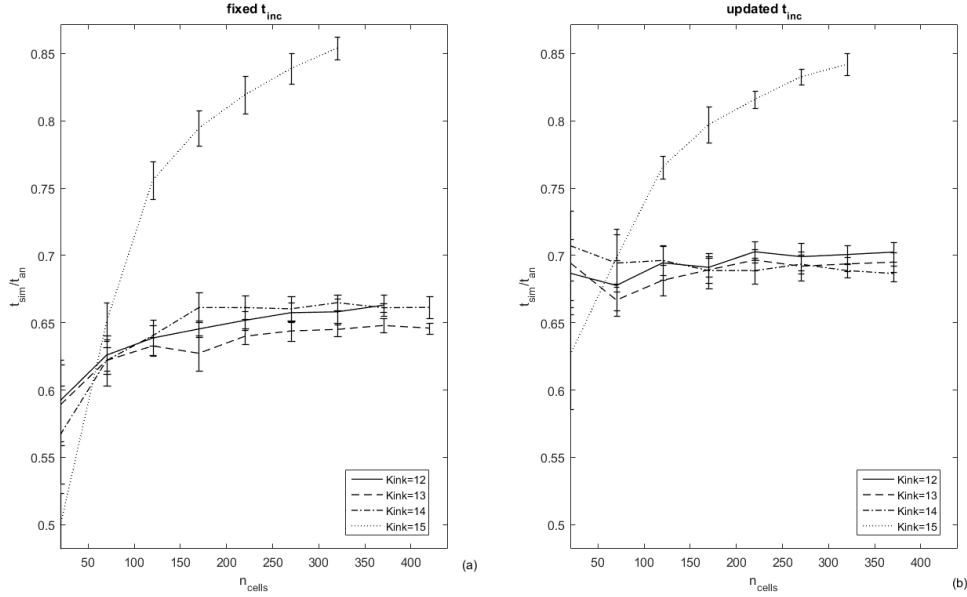 fixed t_inc
0.85
0.8
0.75
0.7
0.65
0.6
0.55
0.5
t_sim/t_an
50 100 150 200 250 300 350 400
n_cells
Kink=12
Kink=13
Kink=14
Kink=15
(a)
updated t_inc
0.85
0.8
0.75
0.7
0.65
0.6
0.55
0.5
t_sim/t_an
50 100 150 200 250 300 350 400
n_cells
Kink=12
Kink=13
Kink=14
Kink=15
(b)